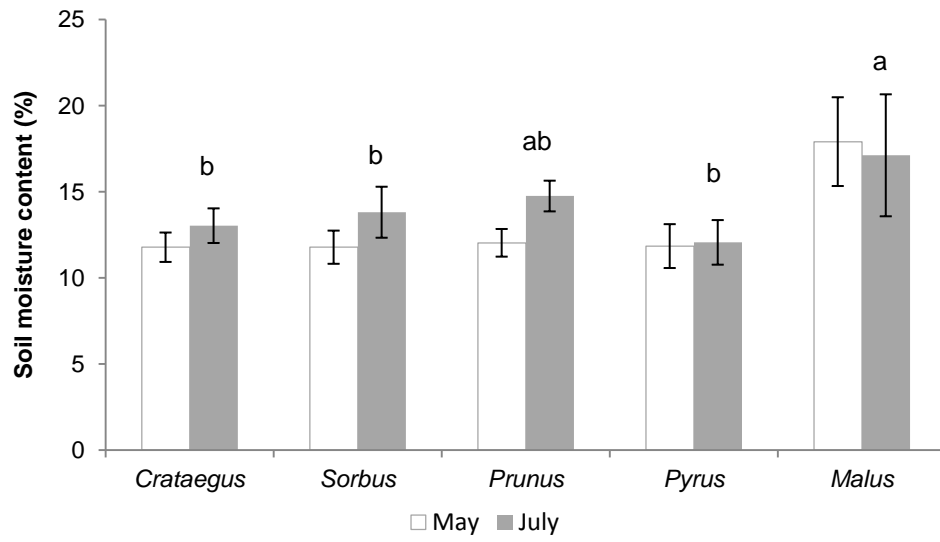 Soil moisture content (%)
25
20
15
10
5
0
b
b
ab
b
a
Crataegus
Sorbus
Prunus
Pyrus
Malus
May
July